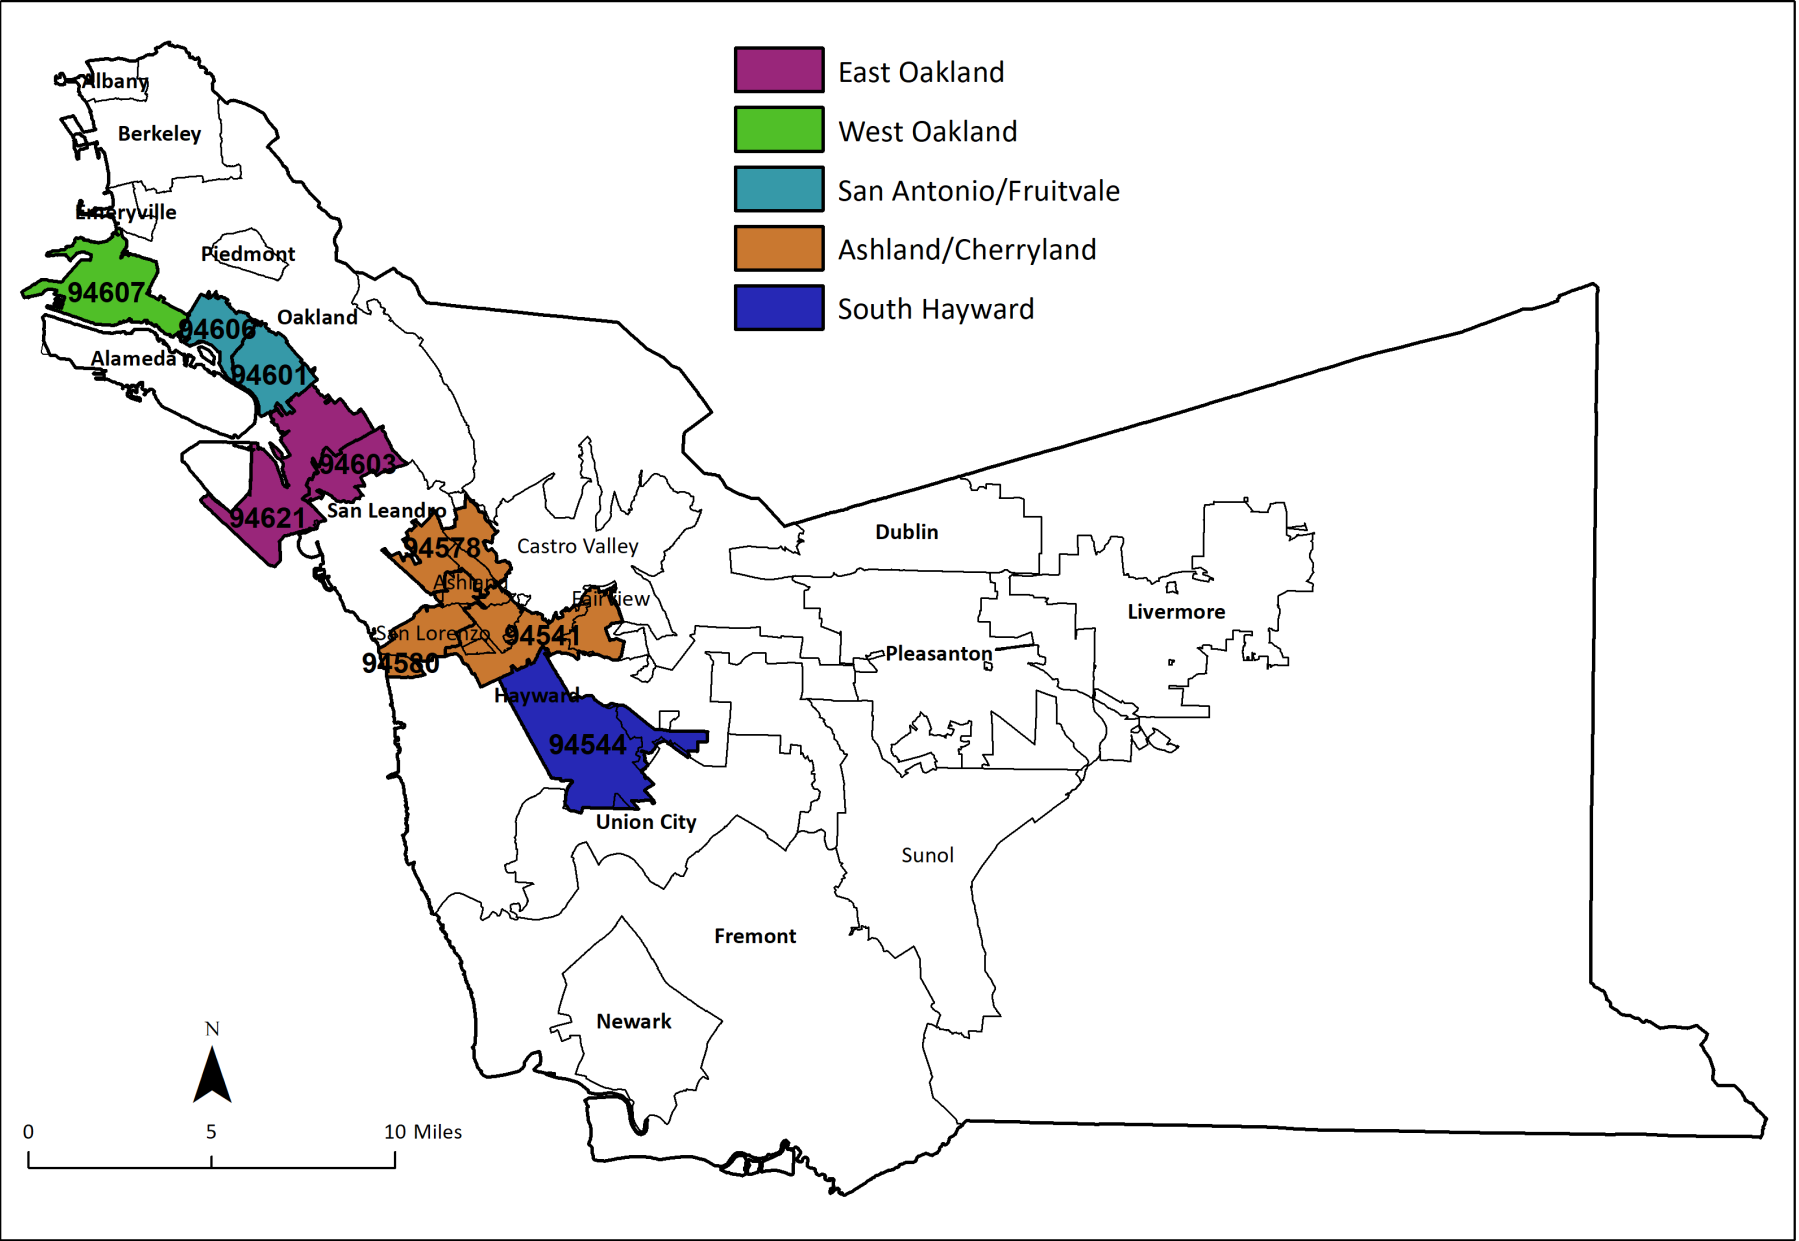 East Oakland
West Oakland
San Antonio/Fruitvale
Ashland/Cherryland
South Hayward
Albany
Berkeley
Emeryville
Piedmont
94607
Oakland
94606
Alameda
94601
94603
San Leandro
94621
Castro Valley
94578
Ashland
Fairview
San Lorenzo
94541
94580
Hayward
94544
Union City
Dublin
Livermore
Pleasanton
Sunol
Fremont
Newark
N
0 5 10 Miles